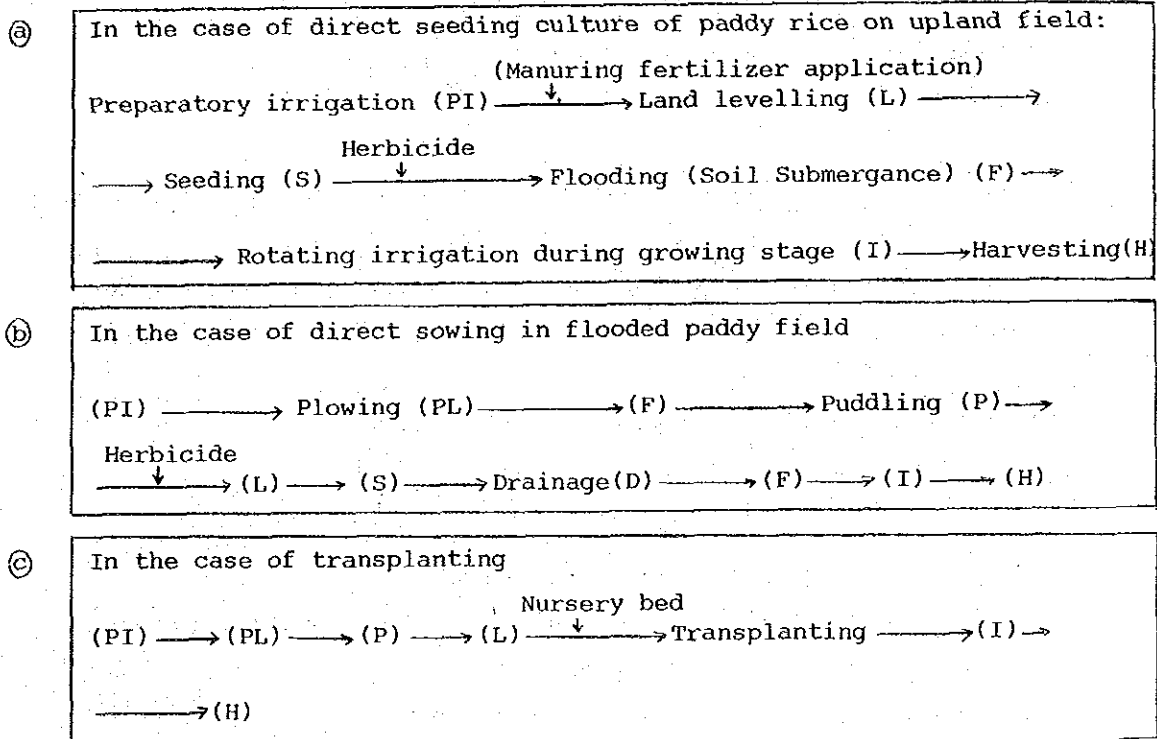 ⓐ In the case of direct seeding culture of paddy rice on upland field:
(Manuring fertilizer application)
Preparatory irrigation (PI) → Land levelling (L) →
Herbicide
→ Seeding (S) → Flooding (Soil Submergance) (F) →
→ Rotating irrigation during growing stage (I) → Harvesting(H)
ⓑ In the case of direct sowing in flooded paddy field
(PI) → Plowing (PL) → (F) → Puddling (P) →
Herbicide
→ (L) → (S) → Drainage(D) → (F) → (I) → (H)
ⓒ In the case of transplanting
Nursery bed
(PI) → (PL) → (P) → (L) → Transplanting → (I) →
→ (H)